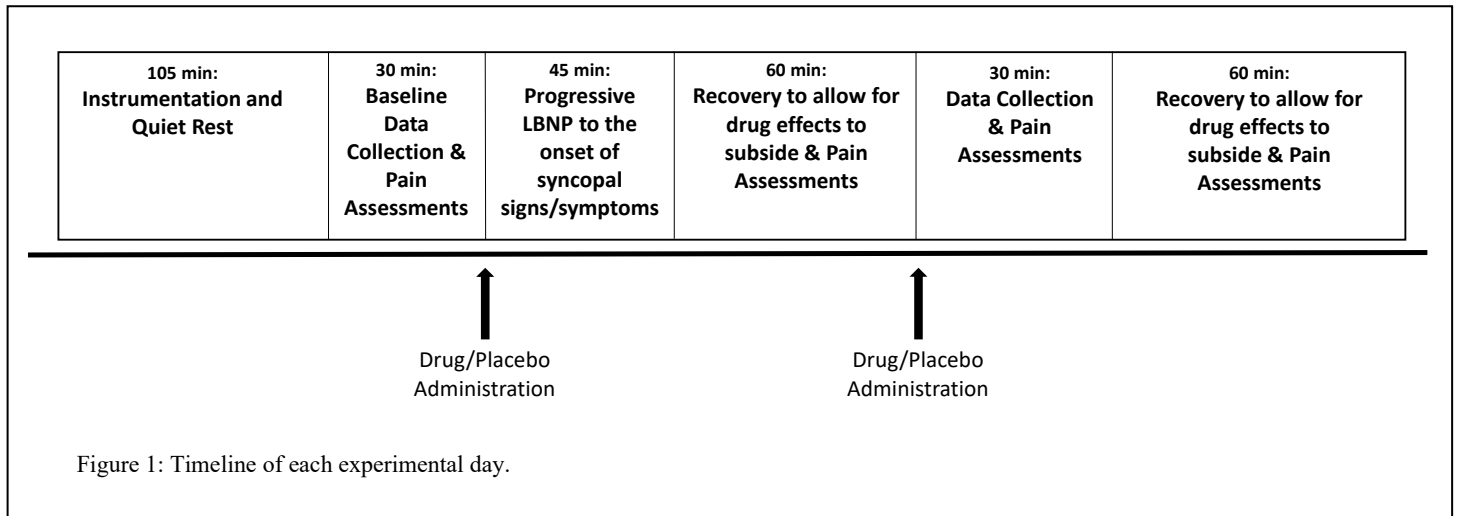 105 min:
Instrumentation and
Quiet Rest
30 min:
Baseline
Data
Collection &
Pain
Assessments
45 min:
Progressive
LBNP to the
onset of
syncopal
signs/symptoms
60 min:
Recovery to allow for
drug effects to
subside & Pain
Assessments
30 min:
Data Collection
& Pain
Assessments
60 min:
Recovery to allow for
drug effects to
subside & Pain
Assessments
Drug/Placebo
Administration
Drug/Placebo
Administration
Figure 1: Timeline of each experimental day.